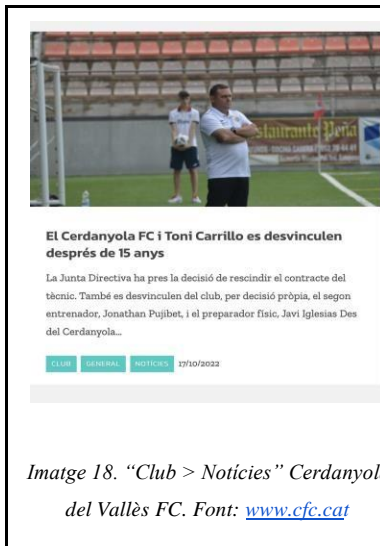 staurante Peña
El Cerdanyola FC i Toni Carrillo es desvinculen
després de 15 anys
La Junta Directiva ha pres la decisió de rescindir el contracte del
tècnic. També es desvinculen del club, per decisió pròpia, el segon
entrenador, Jonathan Pujibet, i el preparador físic, Javi Iglesias Des
del Cerdanyola...
CLUB GENERAL NOTÍCIES 17/10/2022
Imatge 18. “Club > Notícies” Cerdanyola
del Vallès FC. Font: www.cfc.cat